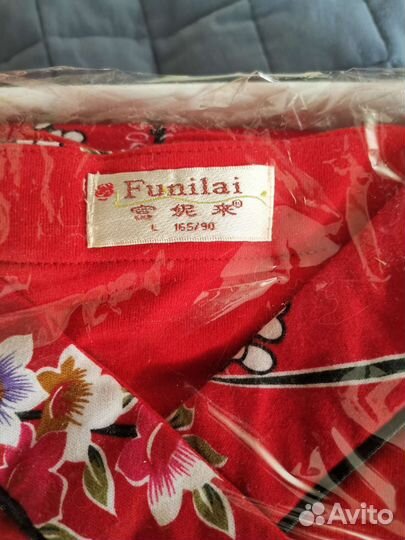 Funilai
富妮来®
L 165/90
Avito